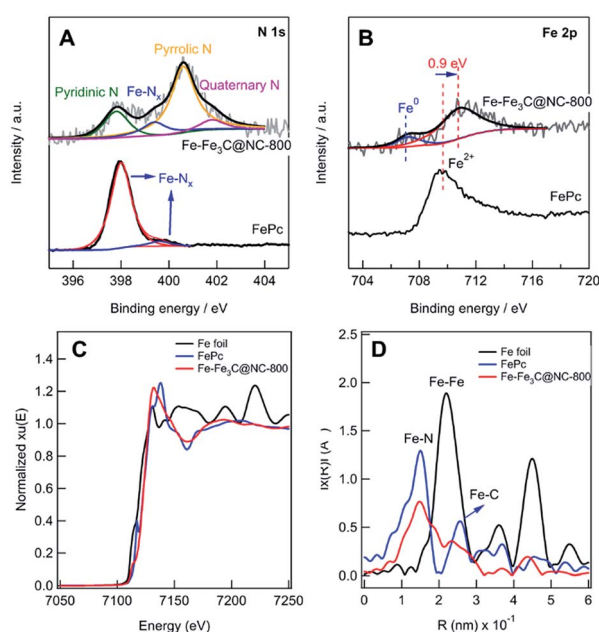 A
N 1s
Pyrrolic N
Pyridinic N
Fe-Nx
Quaternary N
Fe-Fe3C@NC-800
Fe-Nx
FePc
Intensity / a.u.
396 398 400 402 404
Binding energy / eV
B
Fe 2p
0.9 eV
Fe0
Fe-Fe3C@NC-800
Fe2+
FePc
Intensity / a.u.
704 708 712 716 720
Binding energy / eV
C
Fe foil
FePc
Fe-Fe3C@NC-800
Normalized xu(E)
1.4
1.2
1.0
0.8
0.6
0.4
0.2
0.0
7050 7100 7150 7200 7250
Energy (eV)
D
Fe foil
FePc
Fe-Fe3C@NC-800
Fe-Fe
Fe-N
Fe-C
Ix(R)I (A
2.5
2.0
1.5
1.0
0.5
0.0
0 1 2 3 4 5 6
R (nm) x 10-1